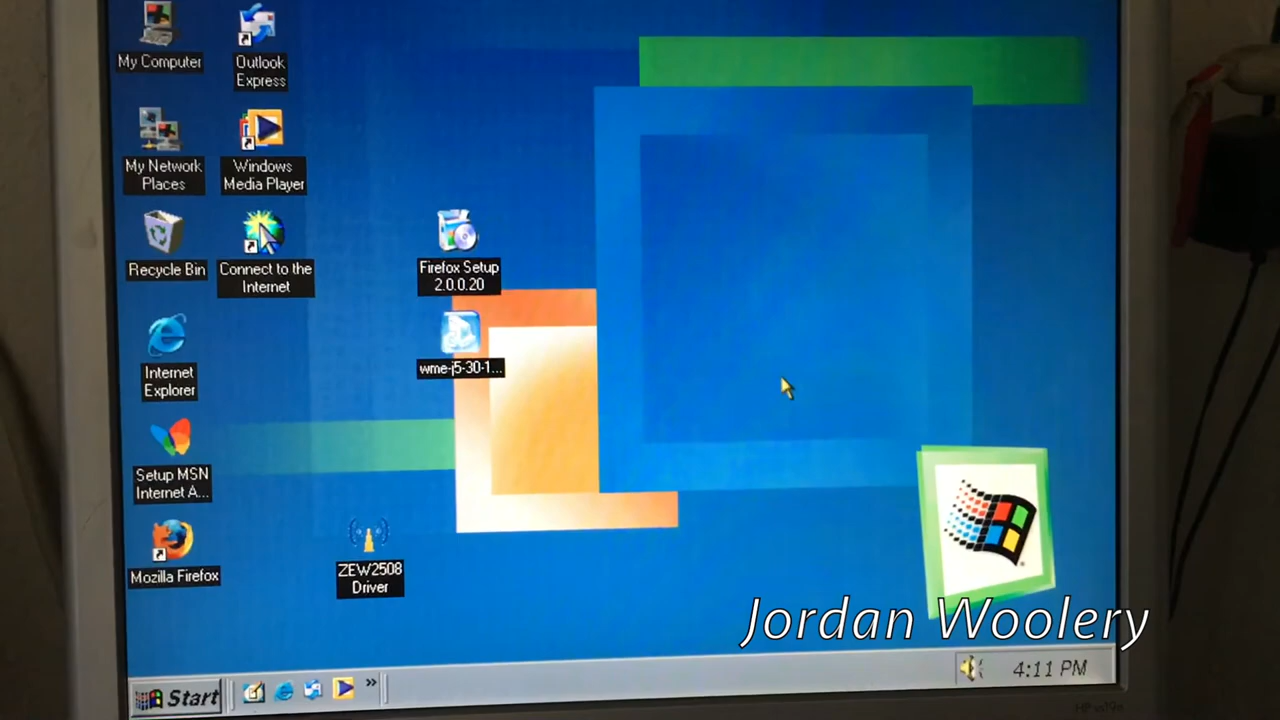 My Computer
Outlook
Express
My Network
Places
Windows
Media Player
Recycle Bin
Connect to the
Internet
Firefox Setup
2.0.0.20
Internet
Explorer
wme-j5-30-1...
Setup MSN
Internet A...
Mozilla Firefox
ZEW2508
Driver
Jordan Woolery
Start
»
4:11 PM